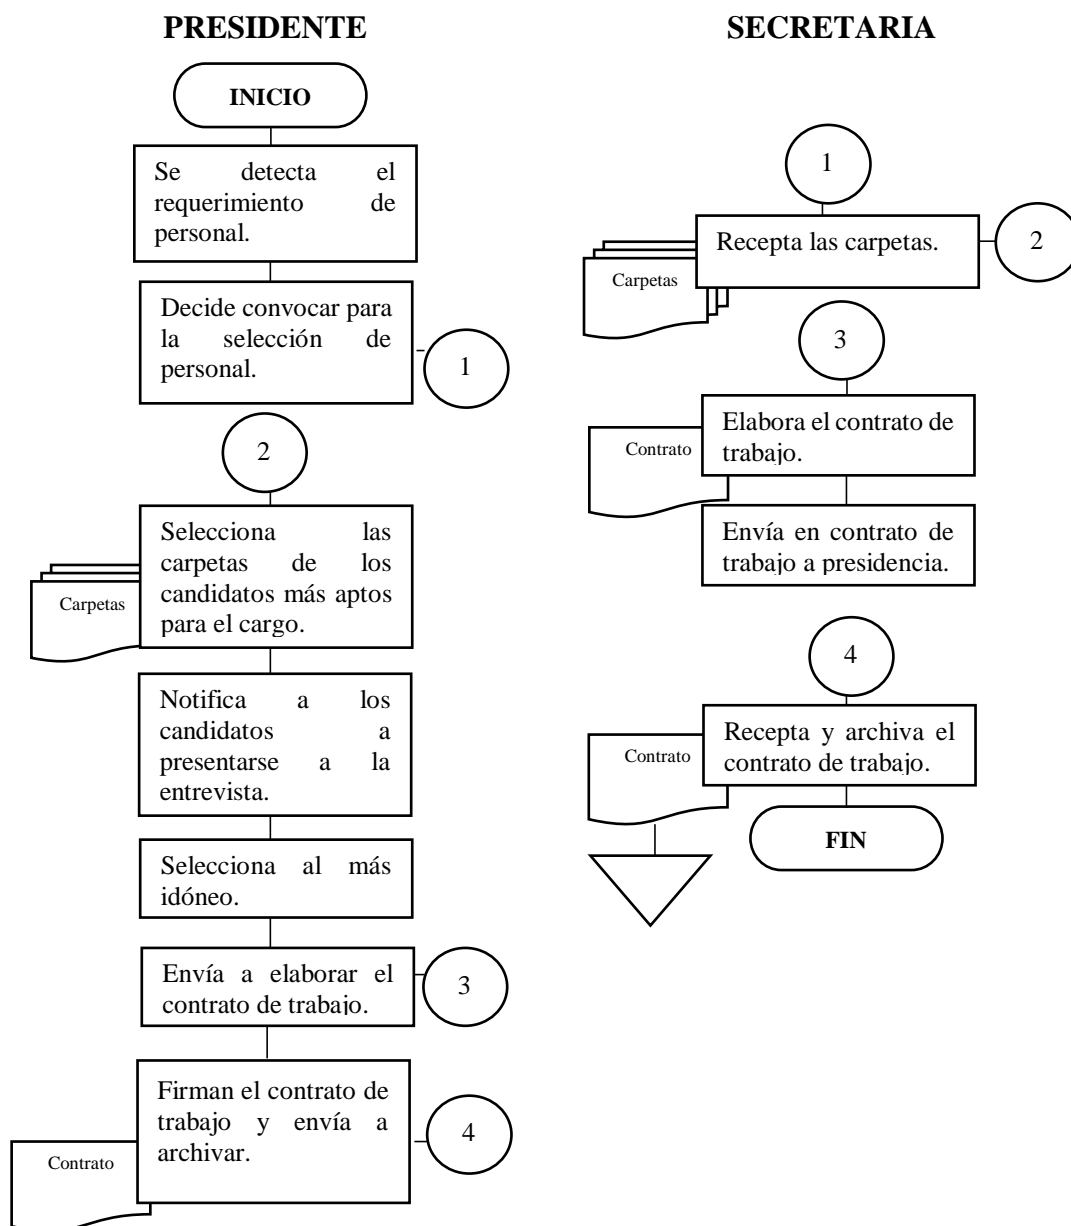 PRESIDENTE
INICIO
Se detecta el
requerimiento de
personal.
Decide convocar para
la selección de
personal.
1
2
Selecciona las
carpetas de los
candidatos más aptos
para el cargo.
Carpetas
Notifica a los
candidatos a
presentarse a la
entrevista.
Selecciona al más
idóneo.
Envía a elaborar el
contrato de trabajo.
3
Firman el contrato de
trabajo y envía a
archivar.
4
Contrato
SECRETARIA
1
Recepta las carpetas.
2
Carpetas
3
Elabora el contrato de
trabajo.
Contrato
Envía en contrato de
trabajo a presidencia.
4
Recepta y archiva el
contrato de trabajo.
Contrato
FIN